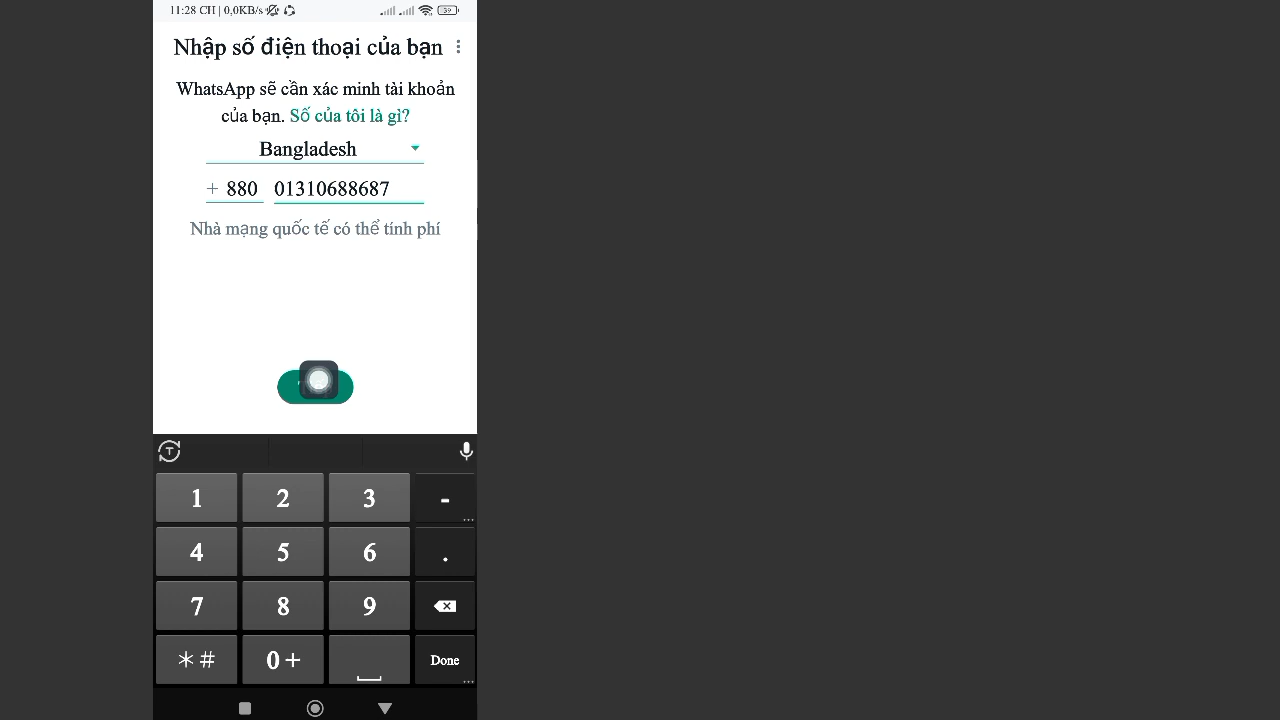 11:28 CH | 0,0KB/s
59
Nhập số điện thoại của bạn
WhatsApp sẽ cần xác minh tài khoản
của bạn. Số của tôi là gì?
Bangladesh
+ 880 01310688687
Nhà mạng quốc tế có thể tính phí
1 2 3 -
4 5 6 .
7 8 9
*# 0+ Done